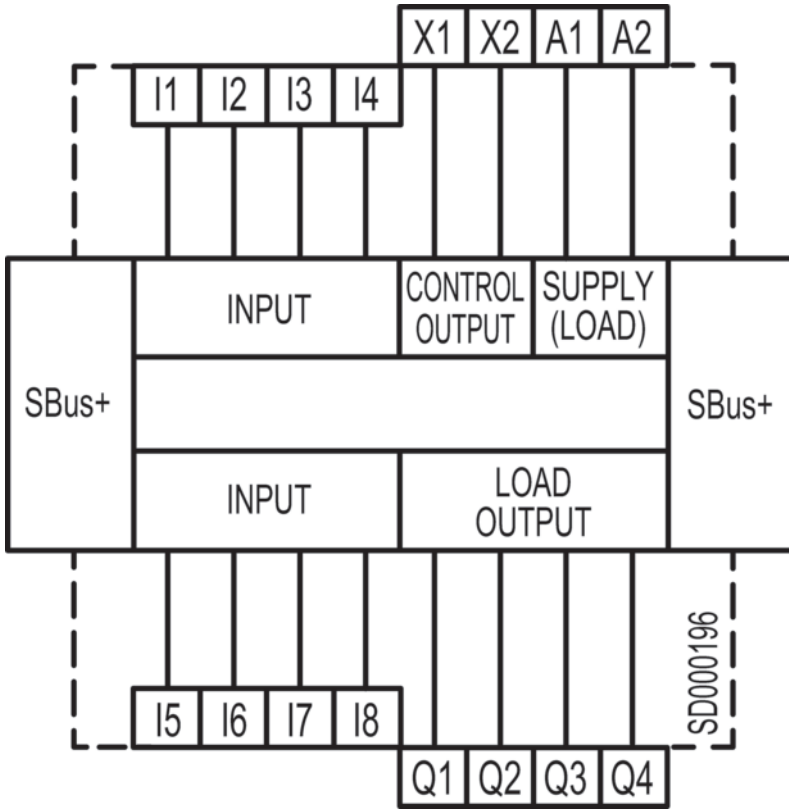 X1 X2 A1 A2
I1 I2 I3 I4
INPUT
CONTROL
OUTPUT
SUPPLY
(LOAD)
SBus+
SBus+
INPUT
LOAD
OUTPUT
SD000196
I5 I6 I7 I8
Q1 Q2 Q3 Q4